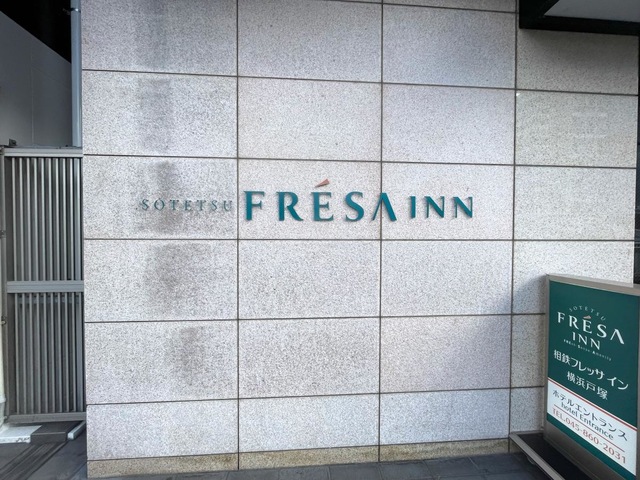 SOTETSU FRÉSA INN
SOTETSU
FRÉSA
INN
相鉄フレッサイン
横浜戸塚
ホテルエントランス
hotel Entrance
TEL.045-860-2031